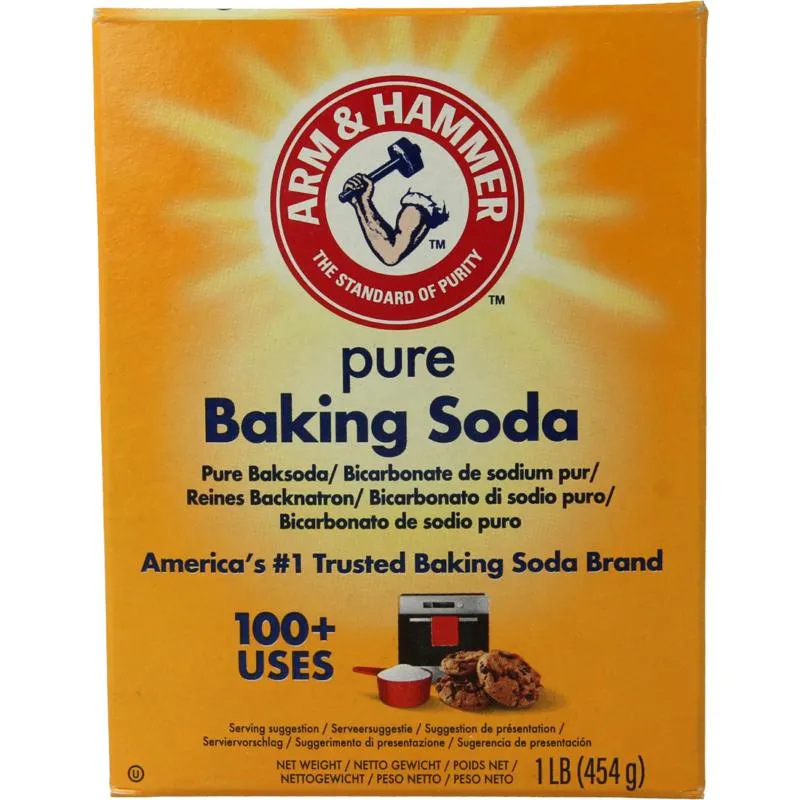 ARM & HAMMER
TM
THE STANDARD OF PURITY
TM
pure
Baking Soda
Pure Baksoda/ Bicarbonate de sodium pur/
Reines Backnatron/ Bicarbonato di sodio puro/
Bicarbonato de sodio puro
America's #1 Trusted Baking Soda Brand
100+
USES
Serving suggestion / Serveersuggestie / Suggestion de présentation /
Serviervorschlag / Suggerimento di presentazione / Sugerencia de presentación
NET WEIGHT / NETTO GEWICHT / POIDS NET /
NETTOGEWICHT / PESO NETTO / PESO NETO
1 LB (454 g)
U